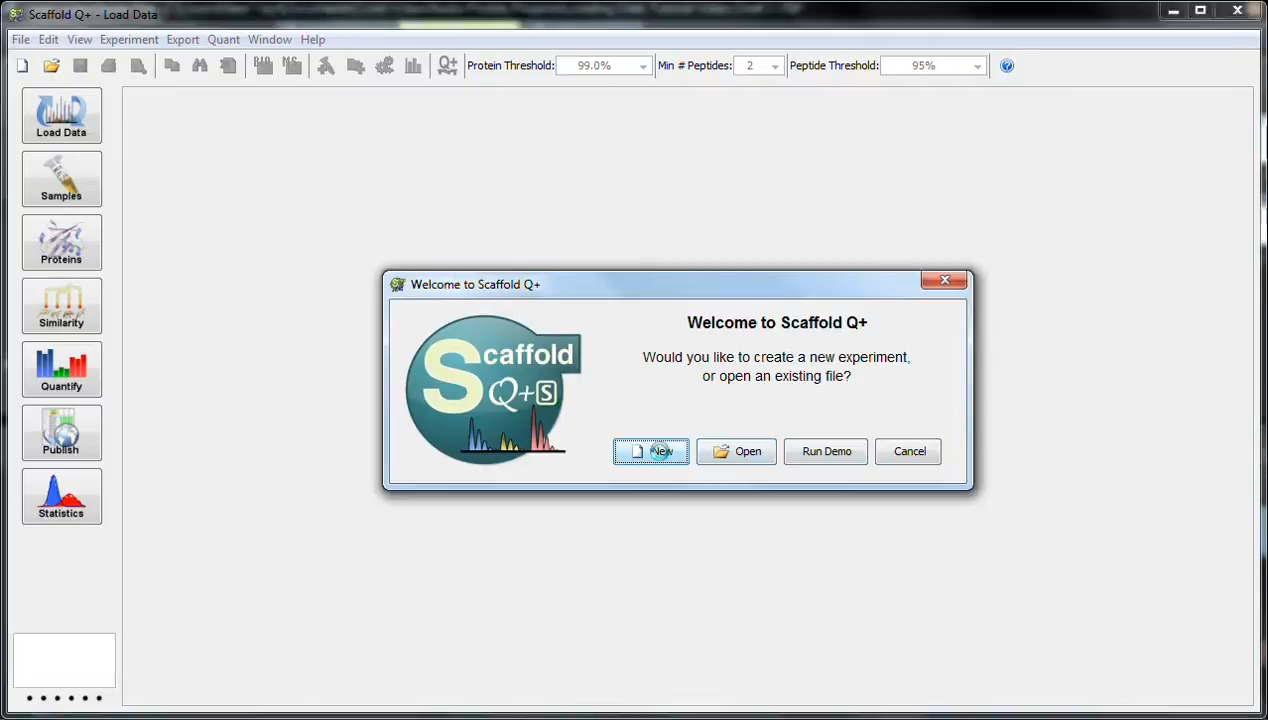 Scaffold Q+ - Load Data
File Edit View Experiment Export Quant Window Help
Q+ Protein Threshold: 99.0% Min # Peptides: 2 Peptide Threshold: 95%
Load Data
Samples
Proteins
Similarity
Quantify
Publish
Statistics
Welcome to Scaffold Q+
Scaffold
Q+S
Welcome to Scaffold Q+
Would you like to create a new experiment,
or open an existing file?
New Open Run Demo Cancel